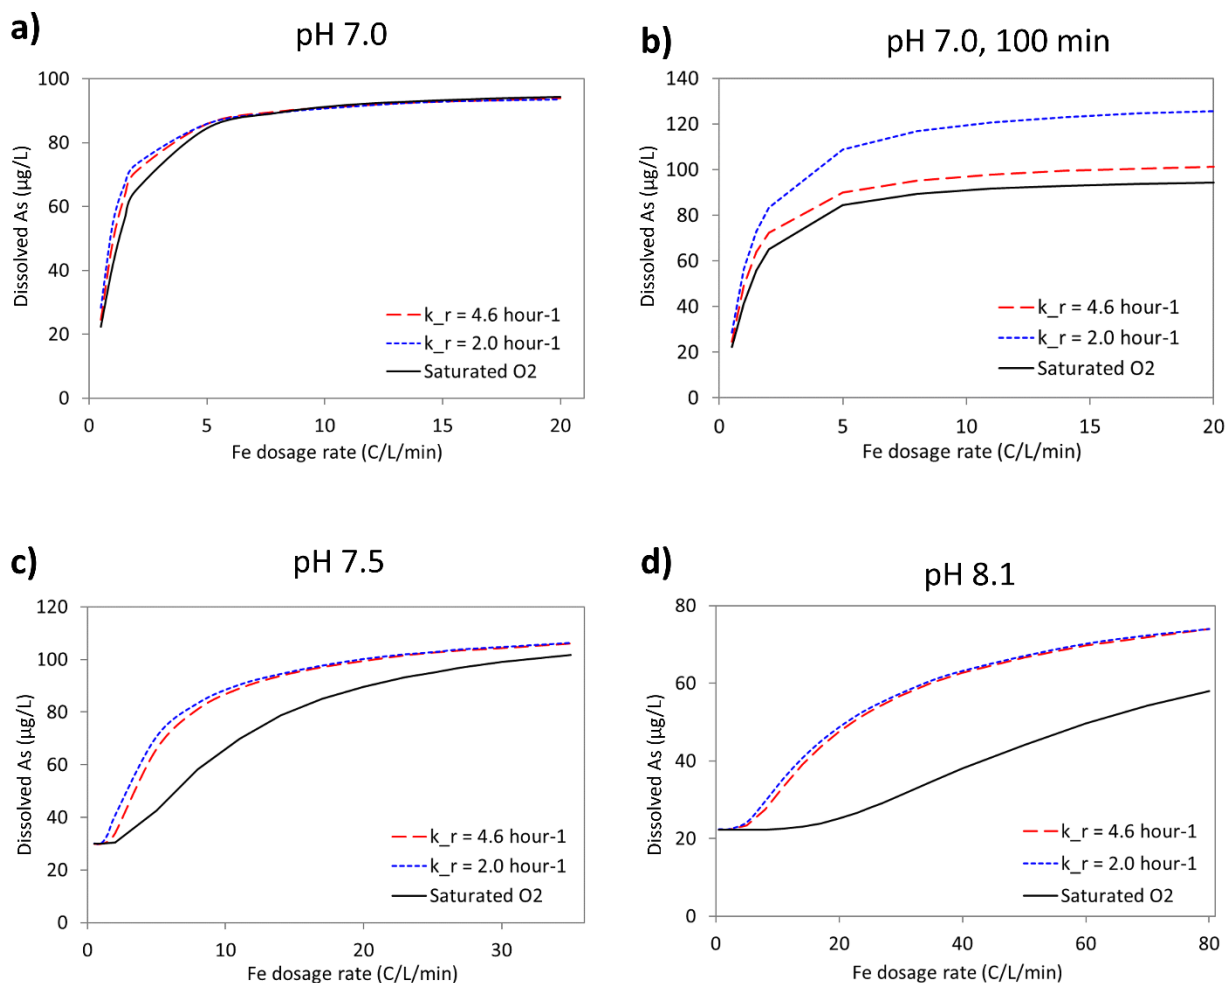 a)
pH 7.0
100
80
60
40
20
0
Dissolved As (µg/L)
k_r = 4.6 hour-1
k_r = 2.0 hour-1
Saturated O2
0 5 10 15 20
Fe dosage rate (C/L/min)
b)
pH 7.0, 100 min
140
120
100
80
60
40
20
0
Dissolved As (µg/L)
k_r = 4.6 hour-1
k_r = 2.0 hour-1
Saturated O2
0 5 10 15 20
Fe dosage rate (C/L/min)
c)
pH 7.5
120
100
80
60
40
20
0
Dissolved As (µg/L)
k_r = 4.6 hour-1
k_r = 2.0 hour-1
Saturated O2
0 10 20 30
Fe dosage rate (C/L/min)
d)
pH 8.1
80
60
40
20
0
Dissolved As (µg/L)
k_r = 4.6 hour-1
k_r = 2.0 hour-1
Saturated O2
0 20 40 60 80
Fe dosage rate (C/L/min)